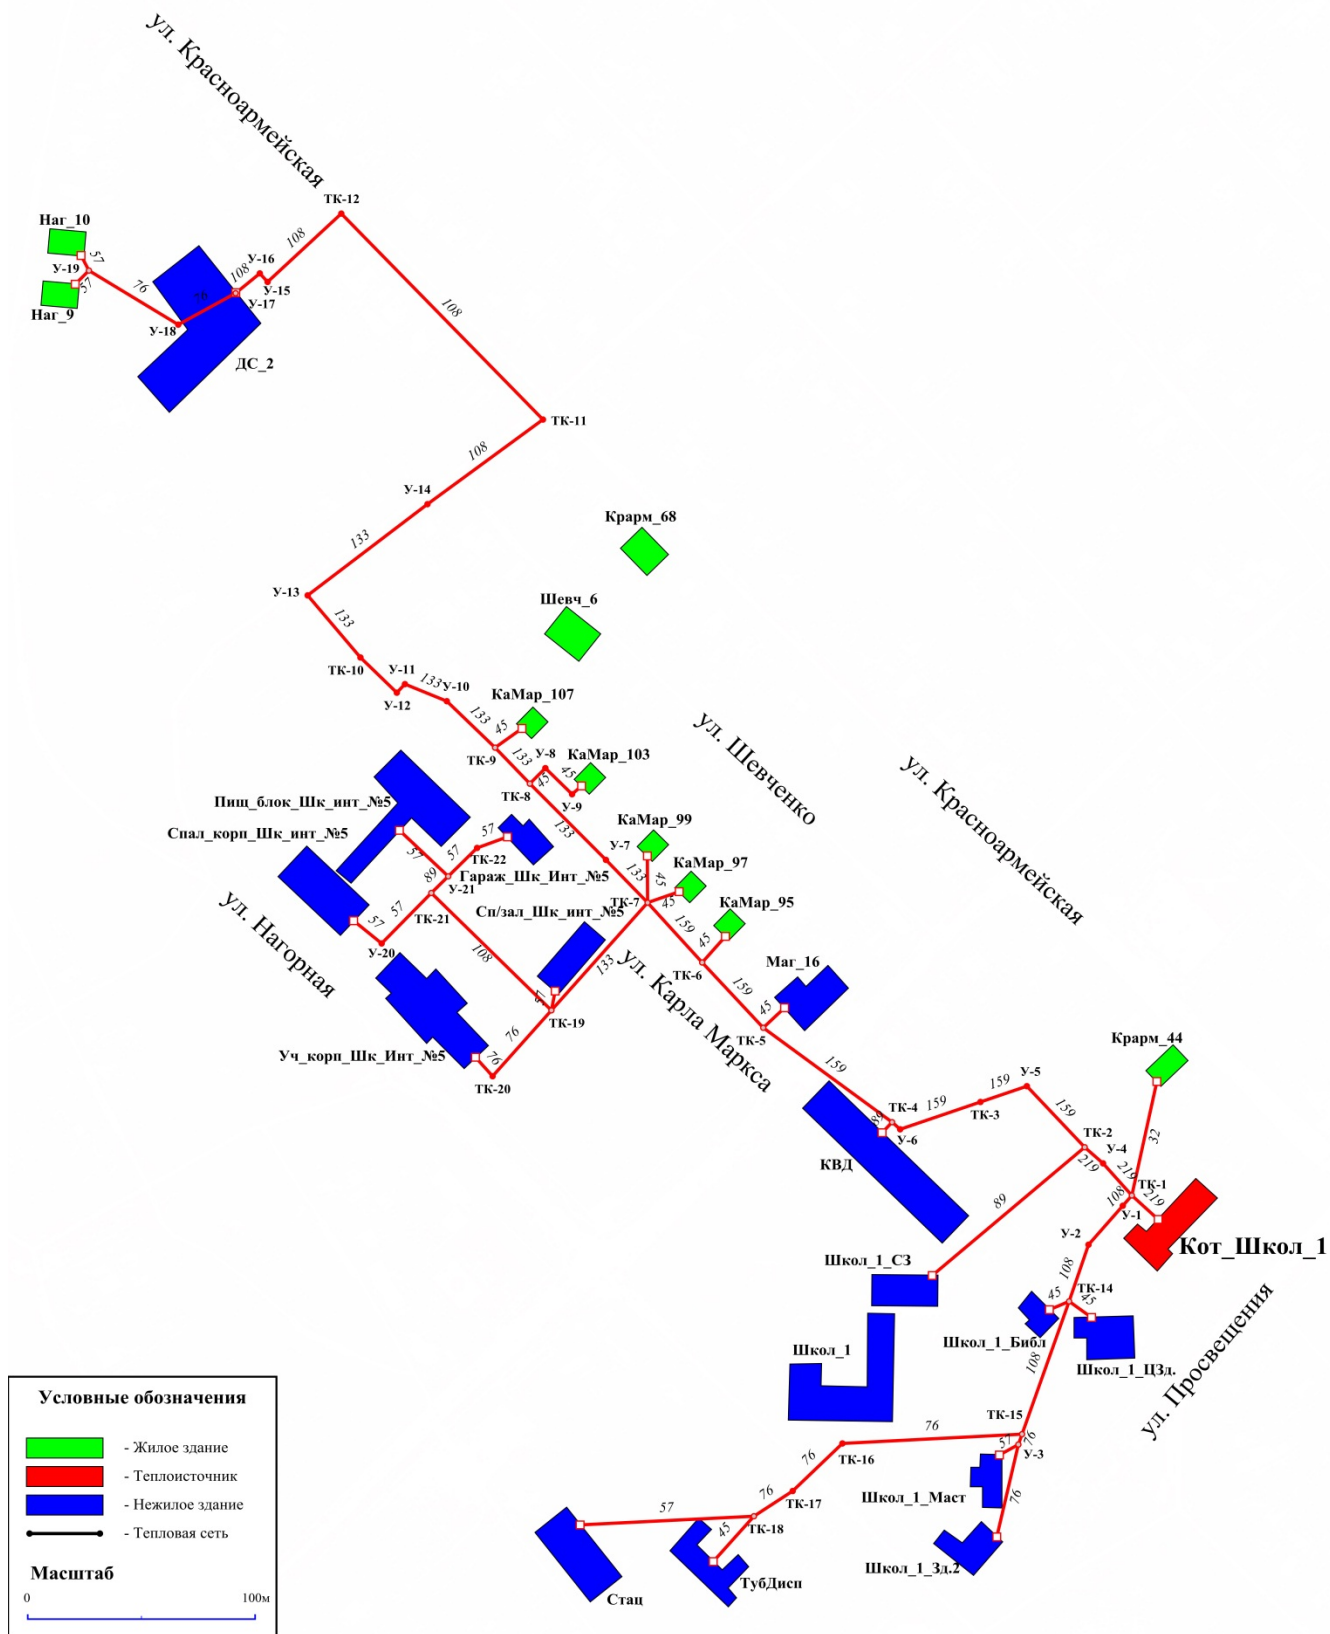 ул. Красноармейская
ТК-12
Наг_10
57
108
У-16
У-19
108
76
57
У-15
У-17
Наг_9
У-18
ДС_2
108
ТК-11
108
У-14
Крарм_68
133
У-13
Шевч_6
133
ТК-10
У-11
133
У-10
У-12
КаМар_107
ул. Шевченко
133
45
ТК-9
133
У-8
КаМар_103
ул. Красноармейская
45
45
ТК-8
У-9
Пищ_блок_Шк_инт_№5
133
КаМар_99
Спал_корп_Шк_инт_№5
57
57
57
ТК-22
У-7
133
КаМар_97
89
Гараж_Шк_Инт_№5
У-21
45
45
КаМар_95
ул. Нагорная
57
57
ТК-21
Сп/зал_Шк_инт_№5
ТК-7
159
У-20
108
133
45
ТК-6
ул. Карла Маркса
Маг_16
57
159
45
ТК-19
76
ТК-5
Уч_корп_Шк_Инт_№5
76
ТК-20
159
Крарм_44
159
У-5
ТК-3
159
159
ТК-4
89
У-6
32
ТК-2
У-4
219
219
КВД
ТК-1
219
108
У-1
89
У-2
Кот_Школ_1
Школ_1_СЗ
108
ТК-14
45
45
Школ_1_Библ
Школ_1_ЦЗд.
ул. Просвещения
Школ_1
108
ТК-15
76
76
57
У-3
ТК-16
76
76
Школ_1_Маст
ТК-17
76
57
ТК-18
45
Школ_1_Зд.2
ТубДисп
Стац
Условные обозначения
- Жилое здание
- Теплоисточник
- Нежилое здание
- Тепловая сеть
Масштаб
0 100м